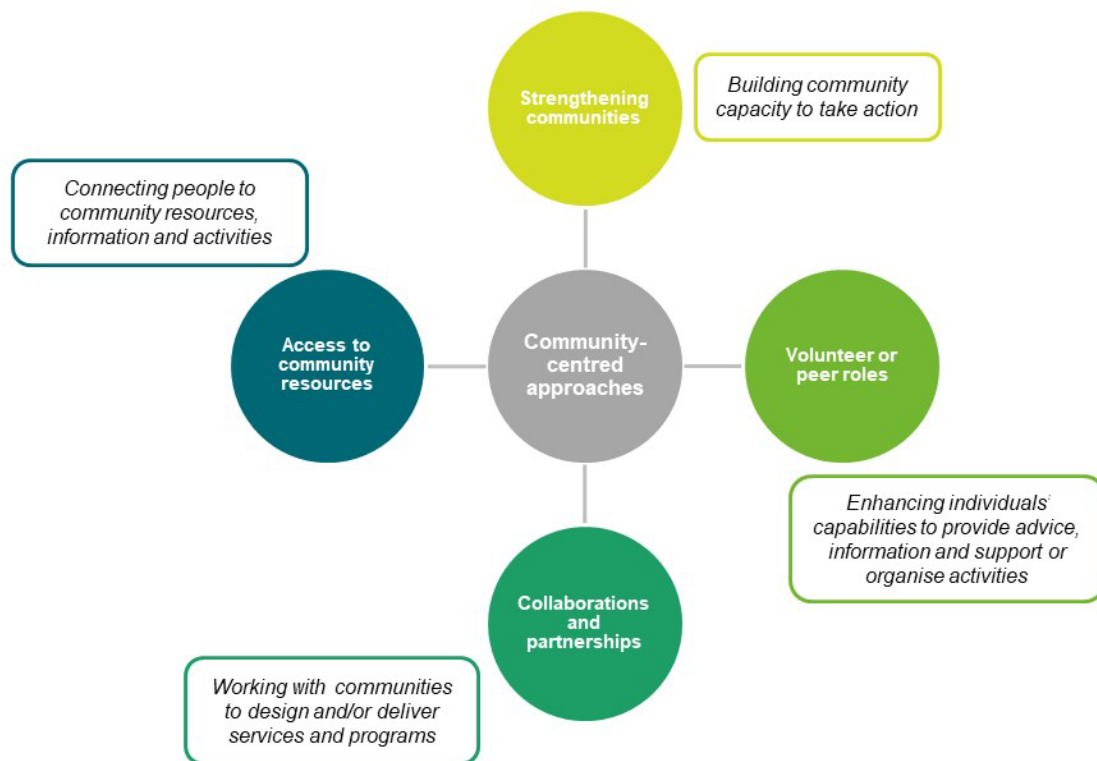 Strengthening
communities
Building community
capacity to take action
Connecting people to
community resources,
information and activities
Access to
community
resources
Community-
centred
approaches
Volunteer or
peer roles
Enhancing individuals'
capabilities to provide advice,
information and support or
organise activities
Collaborations
and
partnerships
Working with communities
to design and/or deliver
services and programs